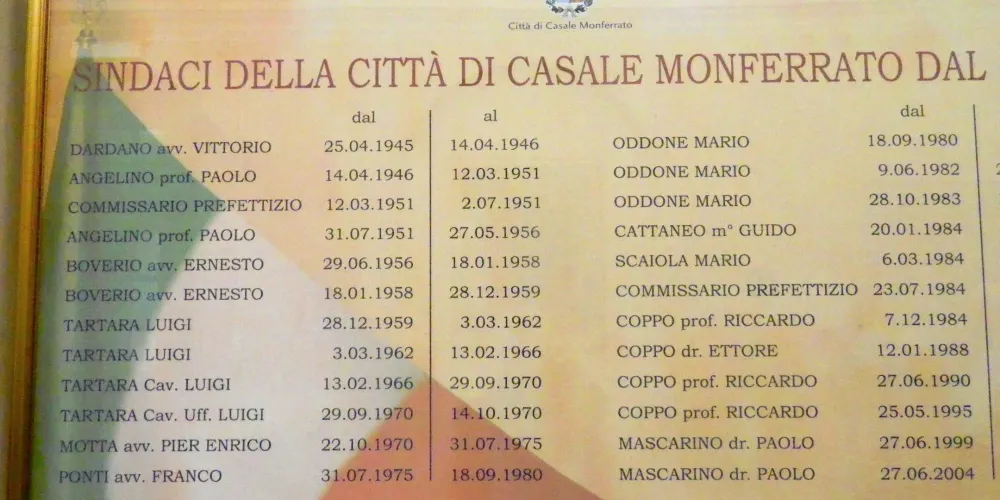 Città di Casale Monferrato
SINDACI DELLA CITTÀ DI CASALE MONFERRATO DAL
dal al
DARDANO avv. VITTORIO 25.04.1945 14.04.1946
ANGELINO prof. PAOLO 14.04.1946 12.03.1951
COMMISSARIO PREFETTIZIO 12.03.1951 2.07.1951
ANGELINO prof. PAOLO 31.07.1951 27.05.1956
BOVERIO avv. ERNESTO 29.06.1956 18.01.1958
BOVERIO avv. ERNESTO 18.01.1958 28.12.1959
TARTARA LUIGI 28.12.1959 3.03.1962
TARTARA LUIGI 3.03.1962 13.02.1966
TARTARA Cav. LUIGI 13.02.1966 29.09.1970
TARTARA Cav. Uff. LUIGI 29.09.1970 14.10.1970
MOTTA avv. PIER ENRICO 22.10.1970 31.07.1975
PONTI avv. FRANCO 31.07.1975 18.09.1980
dal
ODDONE MARIO 18.09.1980
ODDONE MARIO 9.06.1982
ODDONE MARIO 28.10.1983
CATTANEO m° GUIDO 20.01.1984
SCAIOLA MARIO 6.03.1984
COMMISSARIO PREFETTIZIO 23.07.1984
COPPO prof. RICCARDO 7.12.1984
COPPO dr. ETTORE 12.01.1988
COPPO prof. RICCARDO 27.06.1990
COPPO prof. RICCARDO 25.05.1995
MASCARINO dr. PAOLO 27.06.1999
MASCARINO dr. PAOLO 27.06.2004